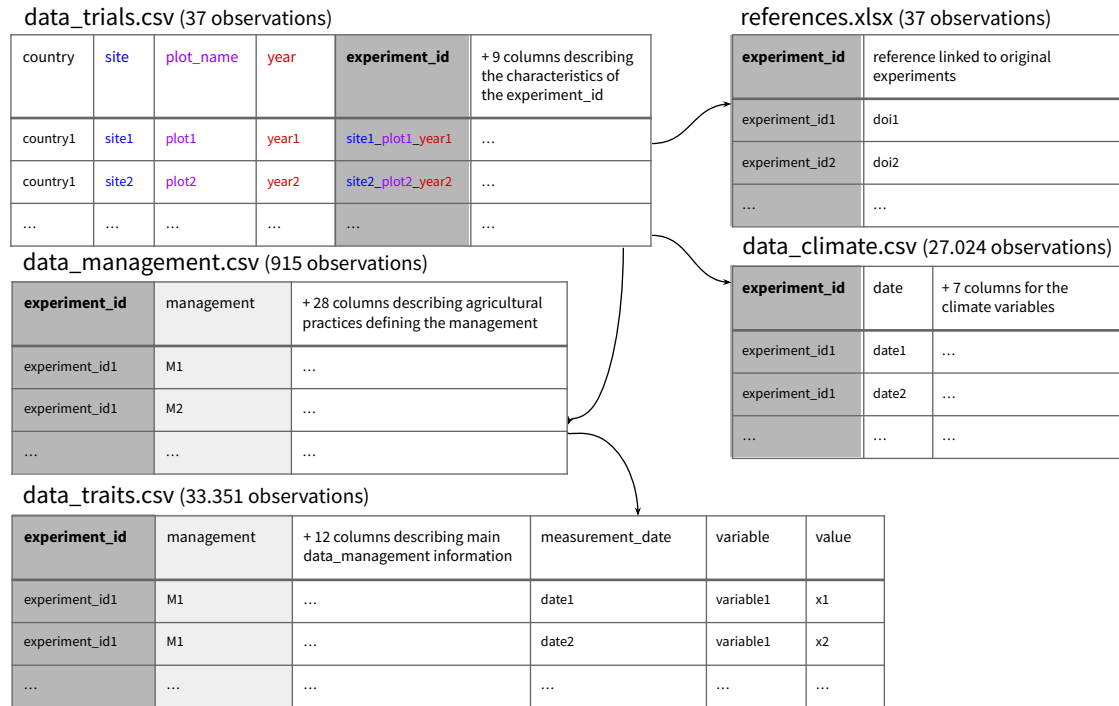 data_trials.csv (37 observations)
country site plot_name year experiment_id + 9 columns describing
the characteristics of
the experiment_id
country1 site1 plot1 year1 site1_plot1_year1 …
country1 site2 plot2 year2 site2_plot2_year2 …
… … … … … …
references.xlsx (37 observations)
experiment_id reference linked to original
experiments
experiment_id1 doi1
experiment_id2 doi2
… …
data_management.csv (915 observations)
experiment_id management + 28 columns describing agricultural
practices defining the management
experiment_id1 M1 …
experiment_id1 M2 …
… … …
data_climate.csv (27.024 observations)
experiment_id date + 7 columns for the
climate variables
experiment_id1 date1 …
experiment_id1 date2 …
… … …
data_traits.csv (33.351 observations)
experiment_id management + 12 columns describing main measurement_date variable value
data_management information
experiment_id1 M1 … date1 variable1 x1
experiment_id1 M1 … date2 variable1 x2
… … … … … …